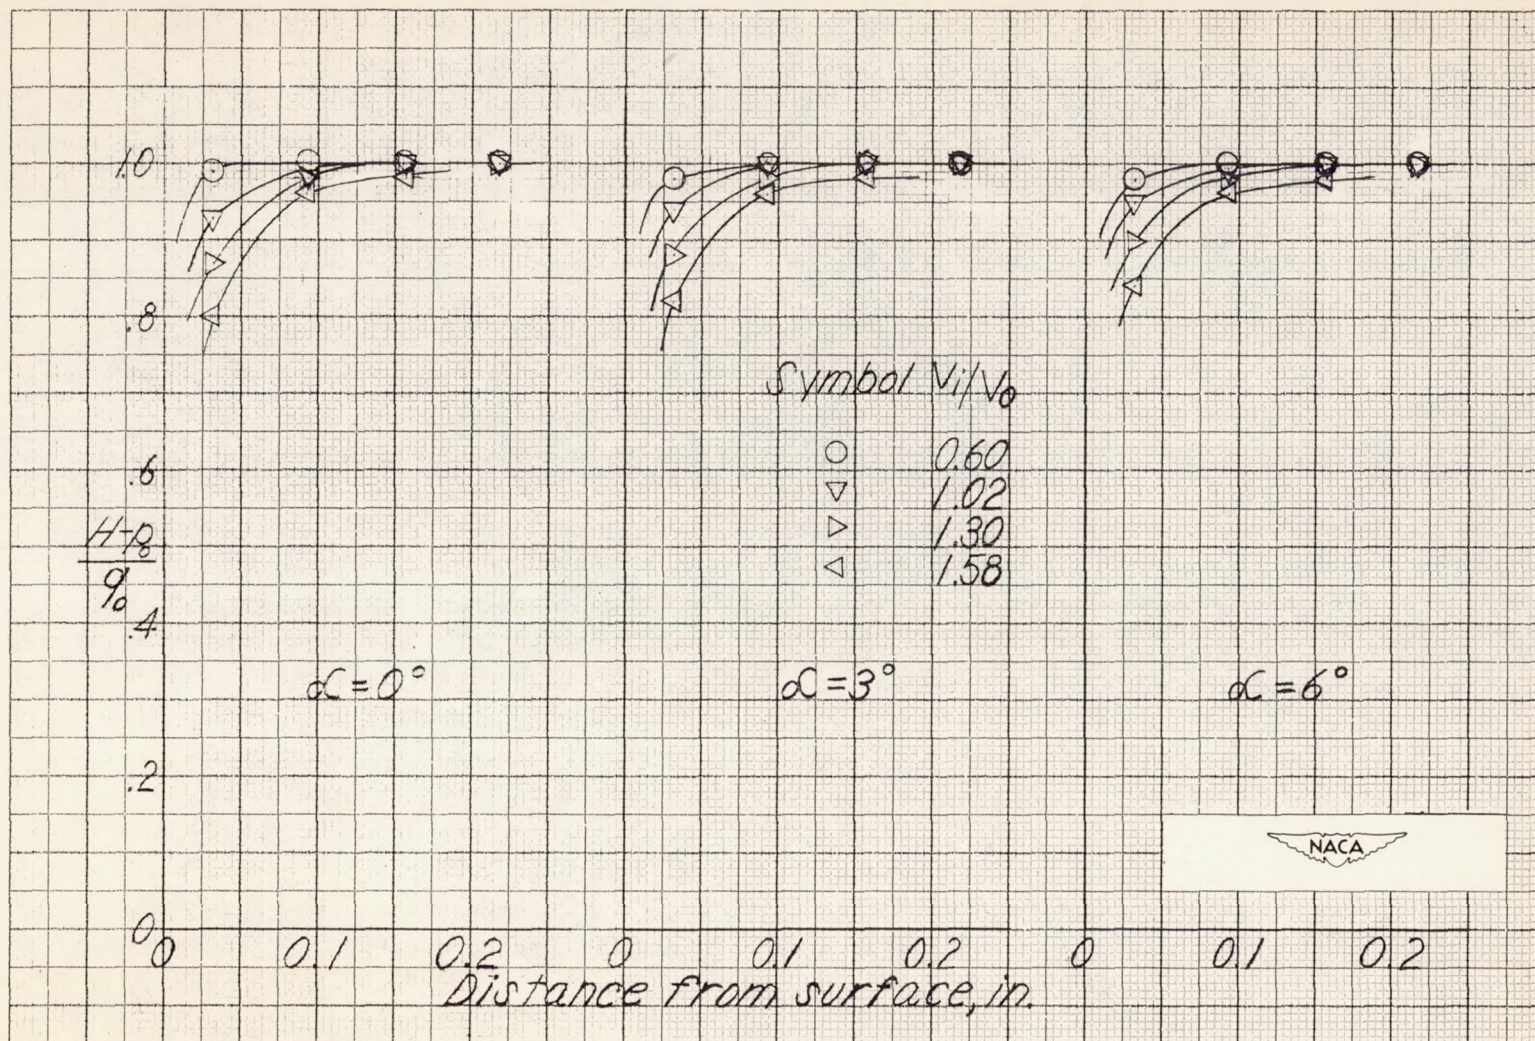 1.0
.8
.6
.4
.2
0
H-p₀
q₀
Symbol Vi/V₀
○ 0.60
▽ 1.02
▷ 1.30
◁ 1.58
α=0°
α=3°
α=6°
NACA
0 0.1 0.2 0 0.1 0.2 0 0.1 0.2
Distance from surface, in.